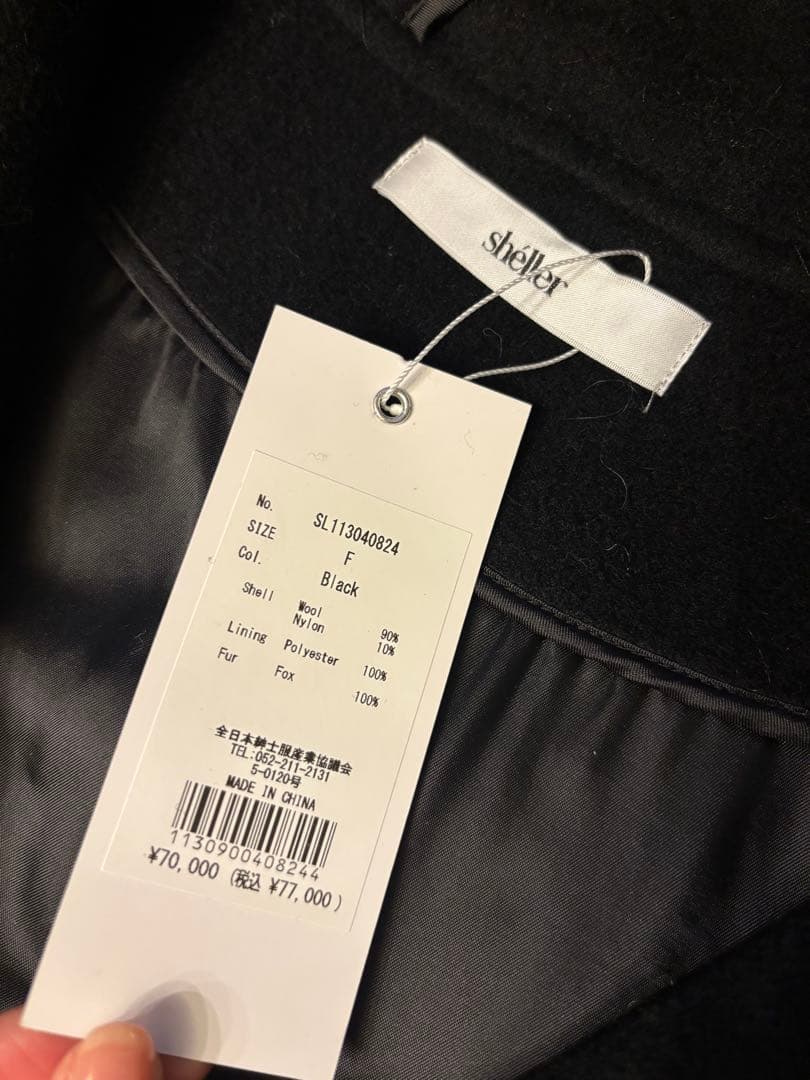 shéller
No. SL113040824
SIZE F
Col. Black
Shell Wool 90%
Nylon 10%
Lining Polyester 100%
Fur Fox 100%
全日本紳士服産業協議会
TEL:052-211-2131
5-0120号
MADE IN CHINA
1130900408244
¥70,000 (税込 ¥77,000)